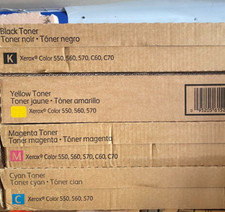 Black Toner
Toner noir · Tóner negro
K Xerox® Color 550, 560, 570, C60, C70
Yellow Toner
Toner jaune · Tóner amarillo
Xerox® Color 550, 560, 570
Magenta Toner
Toner magenta · Tóner magenta
M Xerox® Color 550, 560, 570, C60, C70
Cyan Toner
Toner cyan · Tóner cian
C Xerox® Color 550, 560, 570